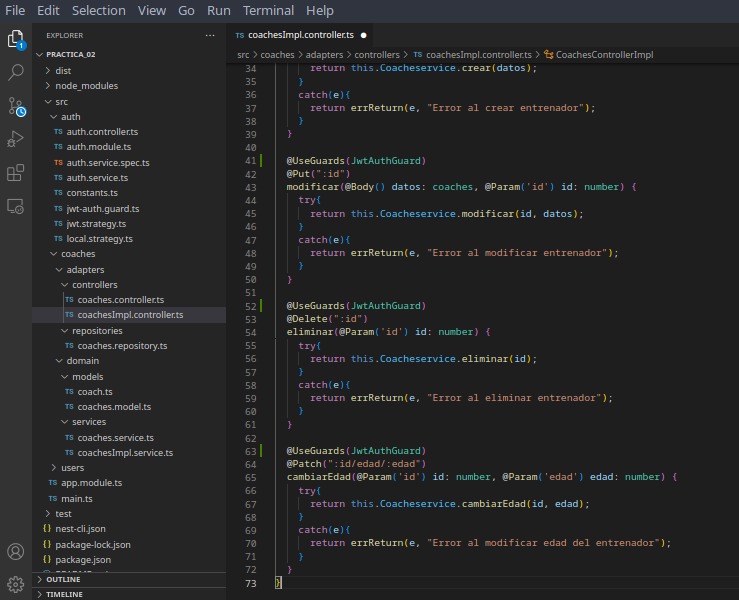 File Edit Selection View Go Run Terminal Help
EXPLORER ...
PRACTICA_02
dist
node_modules
src
auth
TS auth.controller.ts
TS auth.module.ts
TS auth.service.spec.ts
TS auth.service.ts
TS constants.ts
TS jwt-auth.guard.ts
TS jwt.strategy.ts
TS local.strategy.ts
coaches
adapters
controllers
TS coaches.controller.ts
TS coachesImpl.controller.ts
repositories
TS coaches.repository.ts
domain
models
TS coach.ts
TS coaches.model.ts
services
TS coaches.service.ts
TS coachesImpl.service.ts
users
TS app.module.ts
TS main.ts
test
{} nest-cli.json
{} package-lock.json
{} package.json
OUTLINE
TIMELINE
1
TS coachesImpl.controller.ts ●
src > coaches > adapters > controllers > TS coachesImpl.controller.ts > CoachesControllerImpl
34 return this.Coacheservice.crear(datos);
35 }
36 catch(e){
37 return errReturn(e, "Error al crear entrenador");
38 }
39 }
40
41 @UseGuards(JwtAuthGuard)
42 @Put(":id")
43 modificar(@Body() datos: coaches, @Param('id') id: number) {
44 try{
45 return this.Coacheservice.modificar(id, datos);
46 }
47 catch(e){
48 return errReturn(e, "Error al modificar entrenador");
49 }
50 }
51
52 @UseGuards(JwtAuthGuard)
53 @Delete(":id")
54 eliminar(@Param('id') id: number) {
55 try{
56 return this.Coacheservice.eliminar(id);
57 }
58 catch(e){
59 return errReturn(e, "Error al eliminar entrenador");
60 }
61 }
62
63 @UseGuards(JwtAuthGuard)
64 @Patch(":id/edad/:edad")
65 cambiarEdad(@Param('id') id: number, @Param('edad') edad: number) {
66 try{
67 return this.Coacheservice.cambiarEdad(id, edad);
68 }
69 catch(e){
70 return errReturn(e, "Error al modificar edad del entrenador");
71 }
72 }
73 }